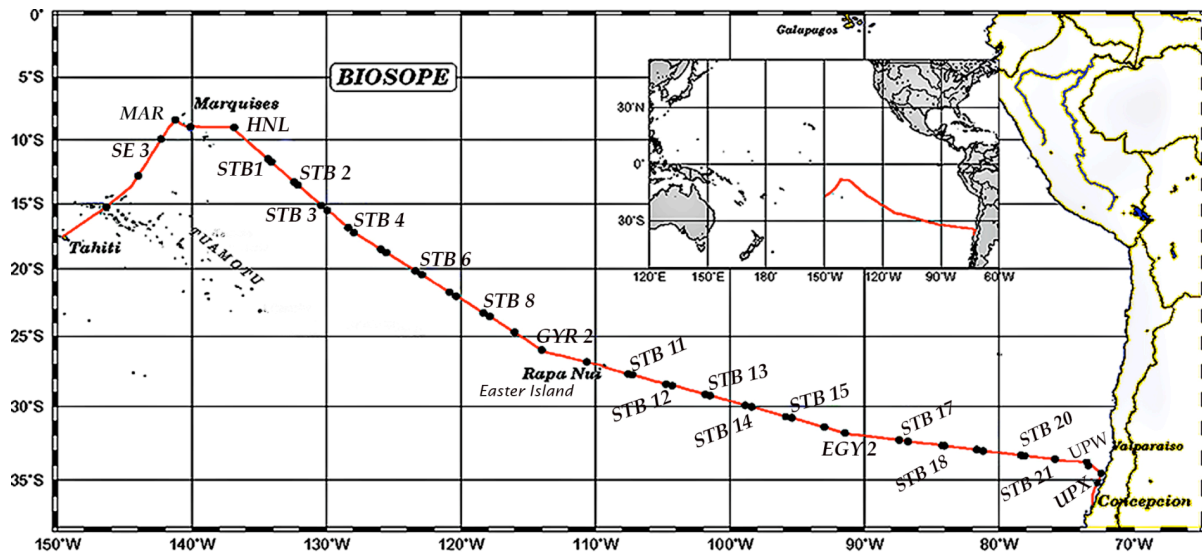 0°
5°S
10°S
15°S
20°S
25°S
30°S
35°S
150°W
140°W
130°W
120°W
110°W
100°W
90°W
80°W
70°W
BIOSOPE
Galapagos
30°N
0°
30°S
120°E
150°E
180°
150°W
120°W
90°W
60°W
MAR
Marquises
HNL
SE 3
STB1
STB 2
STB 3
STB 4
Tahiti
TUAMOTU
STB 6
STB 8
GYR 2
Rapa Nui
Easter Island
STB 11
STB 12
STB 13
STB 14
STB 15
EGY 2
STB 17
STB 18
STB 20
STB 21
UPW
Valparaiso
UPX
Concepcion